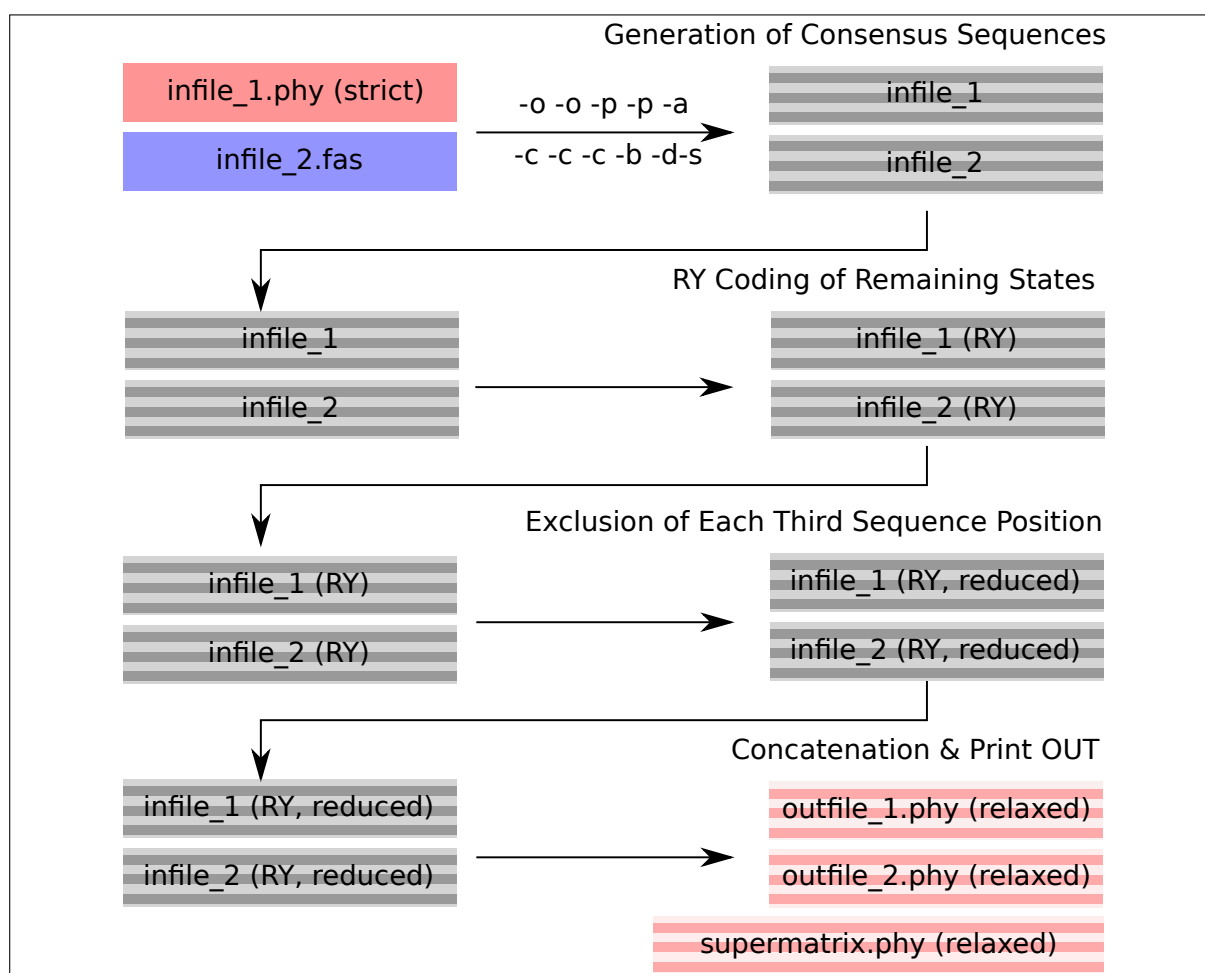 Generation of Consensus Sequences
infile_1.phy (strict)
infile_2.fas
-o -o -p -p -a
-c -c -c -b -d-s
infile_1
infile_2
RY Coding of Remaining States
infile_1
infile_2
infile_1 (RY)
infile_2 (RY)
Exclusion of Each Third Sequence Position
infile_1 (RY)
infile_2 (RY)
infile_1 (RY, reduced)
infile_2 (RY, reduced)
Concatenation & Print OUT
infile_1 (RY, reduced)
infile_2 (RY, reduced)
outfile_1.phy (relaxed)
outfile_2.phy (relaxed)
supermatrix.phy (relaxed)